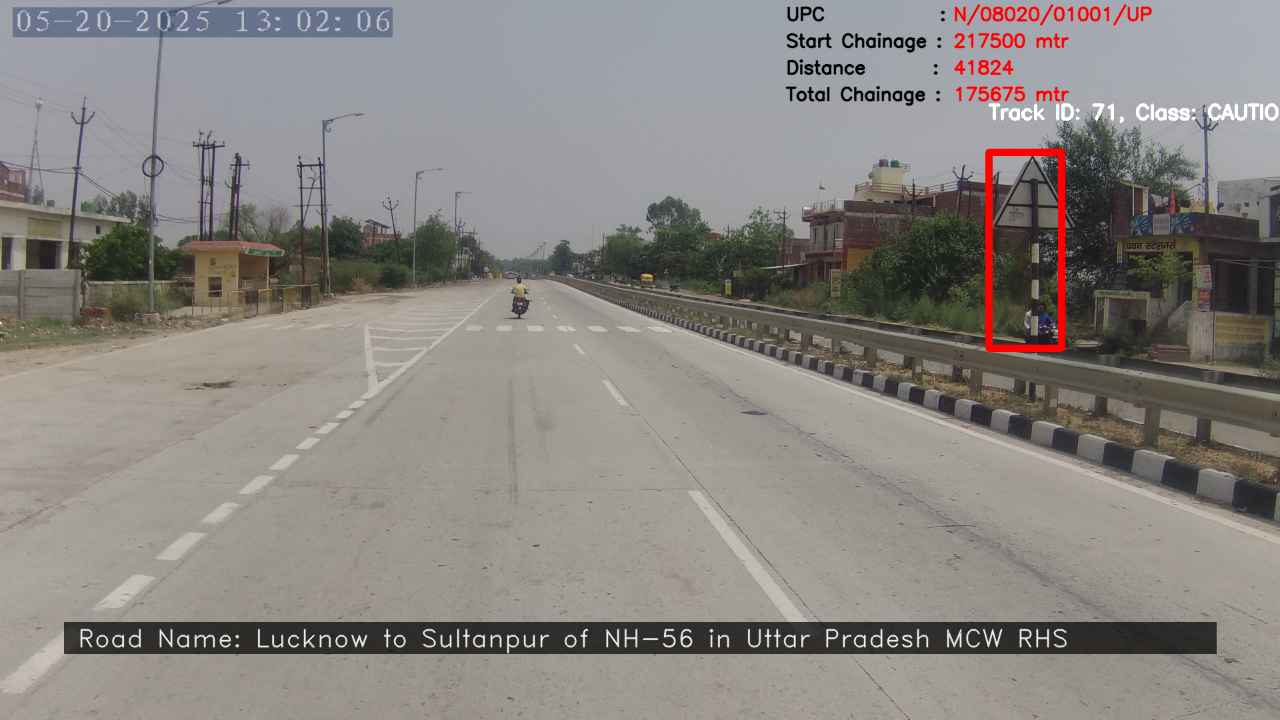 05-20-2025 13:02:06
UPC : N/08020/01001/UP
Start Chainage : 217500 mtr
Distance : 41824
Total Chainage : 175675 mtr
Track ID: 71, Class: CAUTIO
Road Name: Lucknow to Sultanpur of NH-56 in Uttar Pradesh MCW RHS